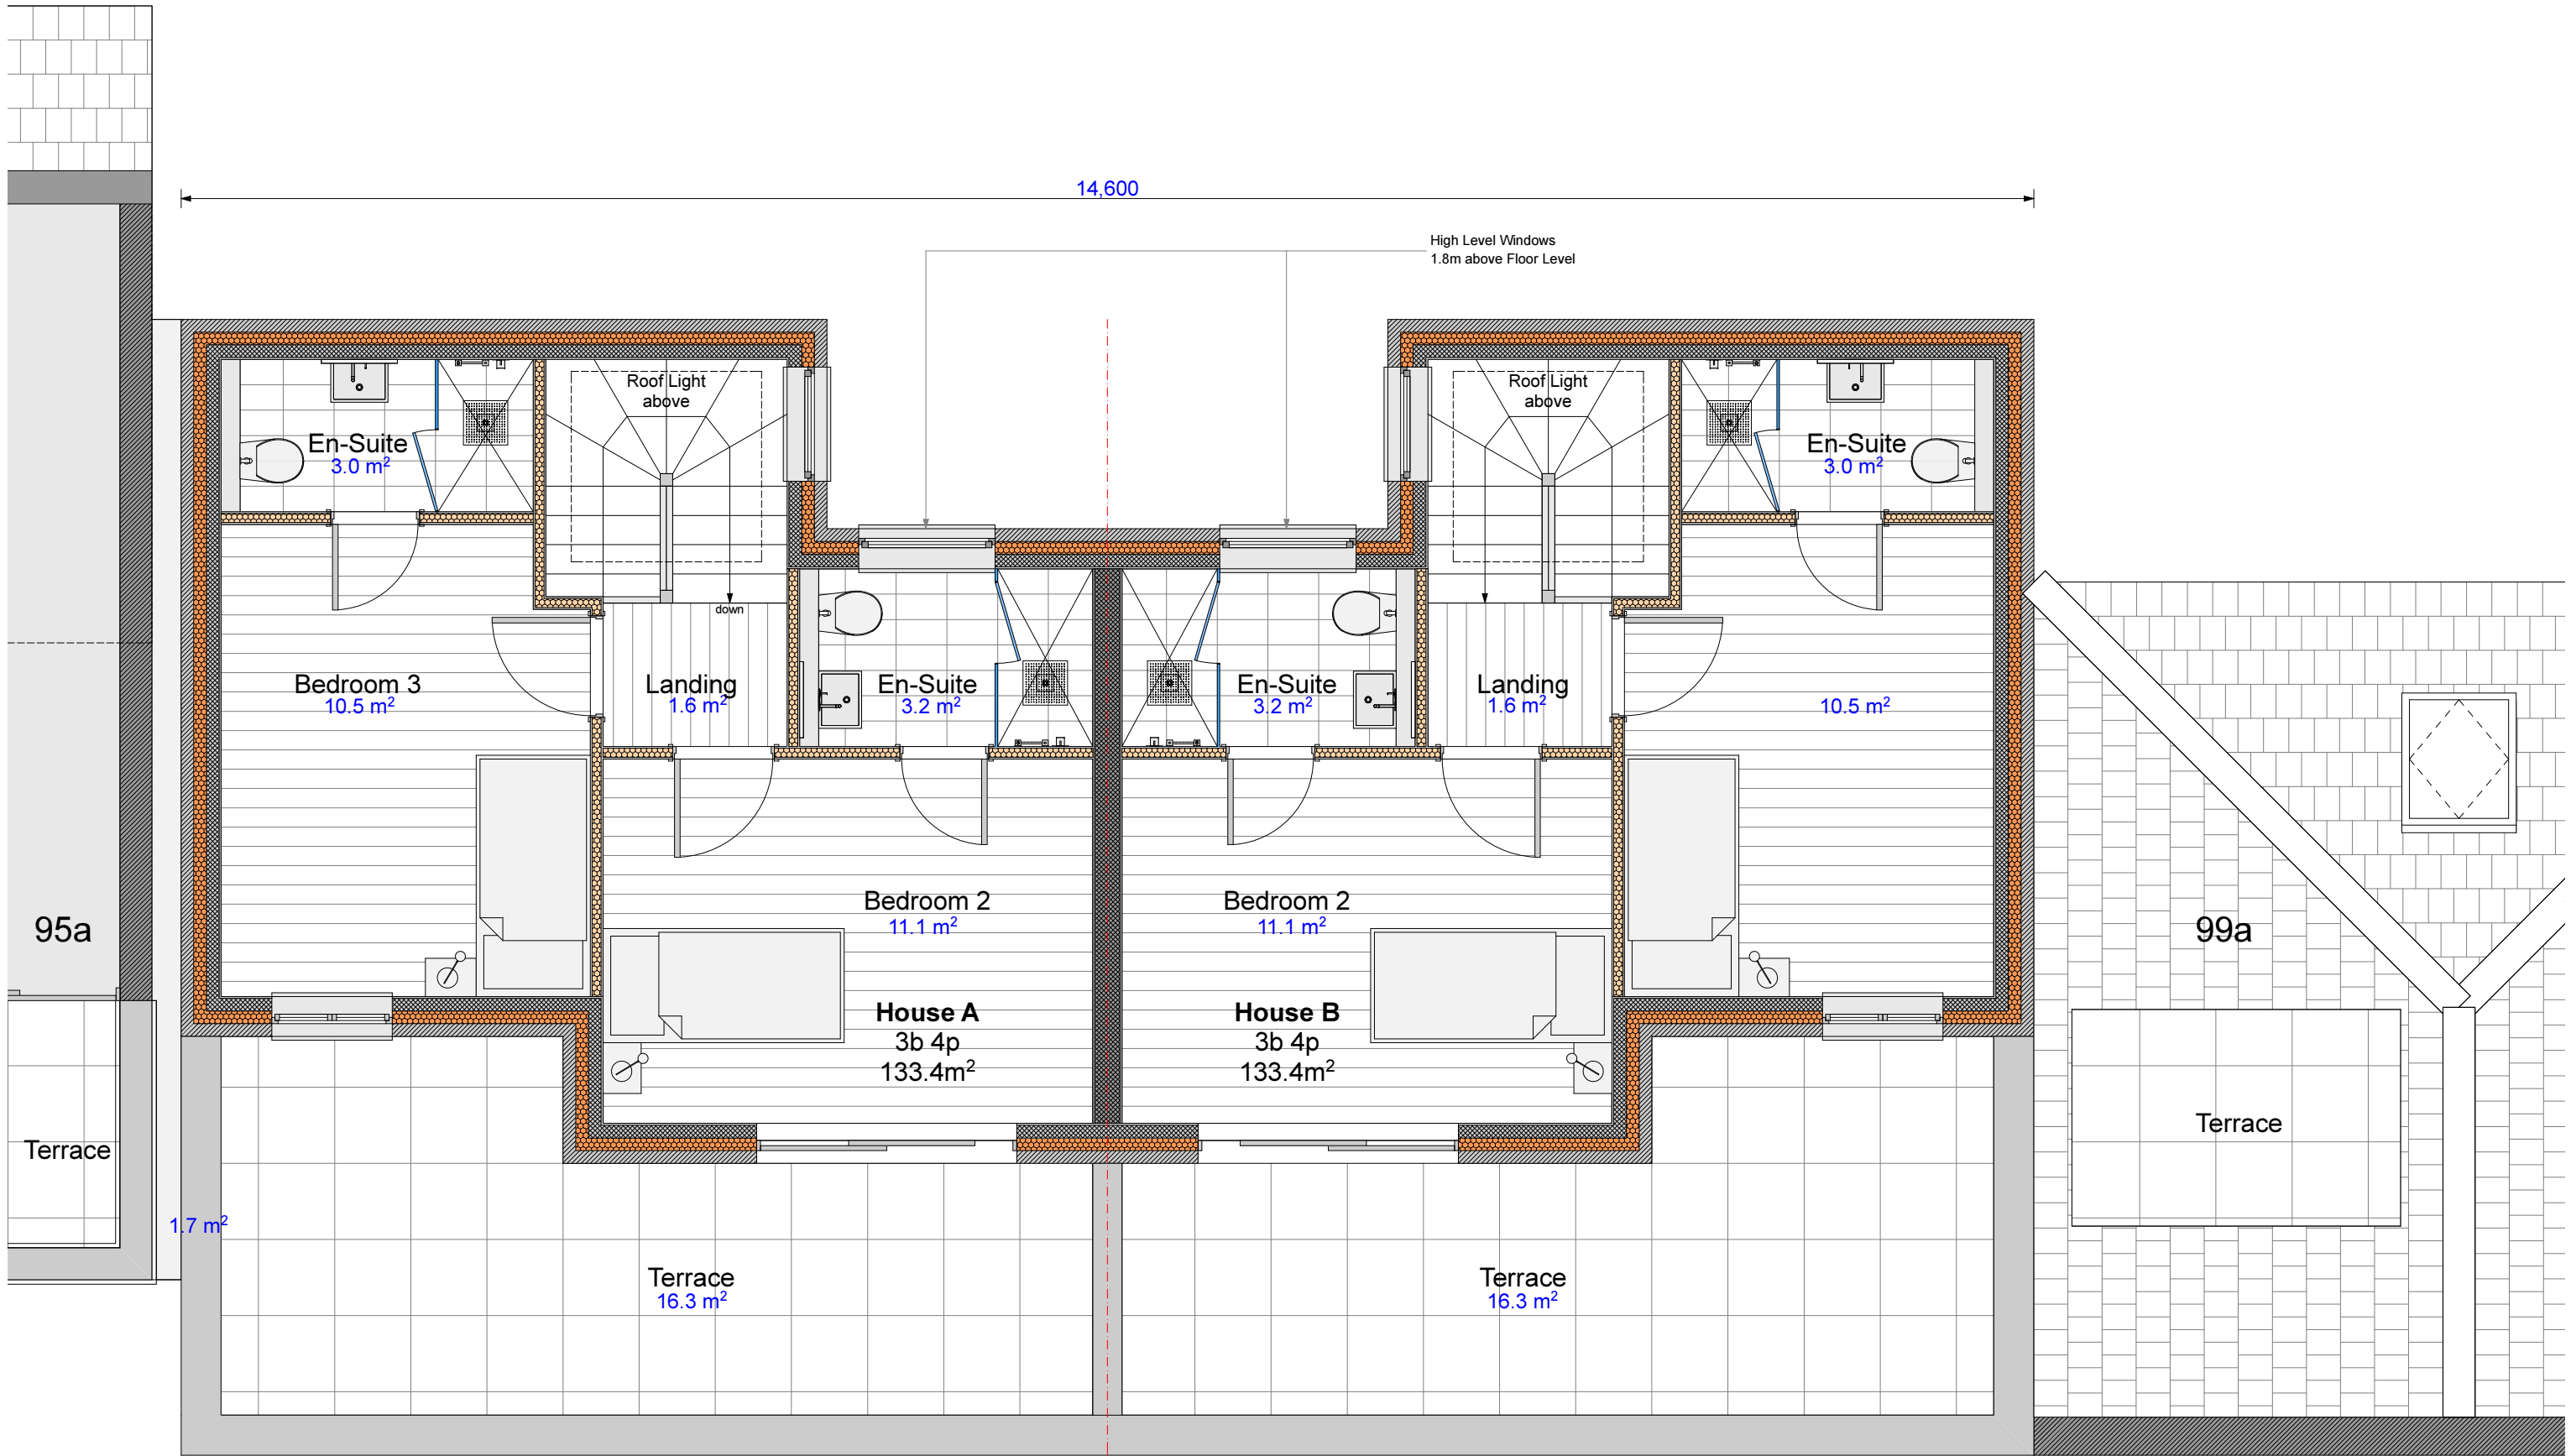 14,600
High Level Windows
1.8m above Floor Level
Roof Light
above
Roof Light
above
En-Suite
3.0 m²
En-Suite
3.0 m²
down
Bedroom 3
10.5 m²
Landing
1.6 m²
En-Suite
3.2 m²
En-Suite
3.2 m²
Landing
1.6 m²
10.5 m²
Bedroom 2
11.1 m²
Bedroom 2
11.1 m²
95a
99a
House A
3b 4p
133.4m²
House B
3b 4p
133.4m²
Terrace
Terrace
1.7 m²
Terrace
16.3 m²
Terrace
16.3 m²